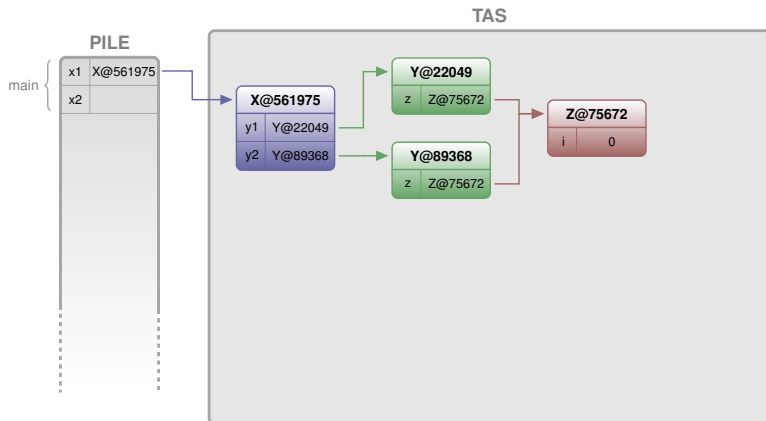 TAS
PILE
main
x1 X@561975
x2
X@561975
y1 Y@22049
y2 Y@89368
Y@22049
z Z@75672
Y@89368
z Z@75672
Z@75672
i 0